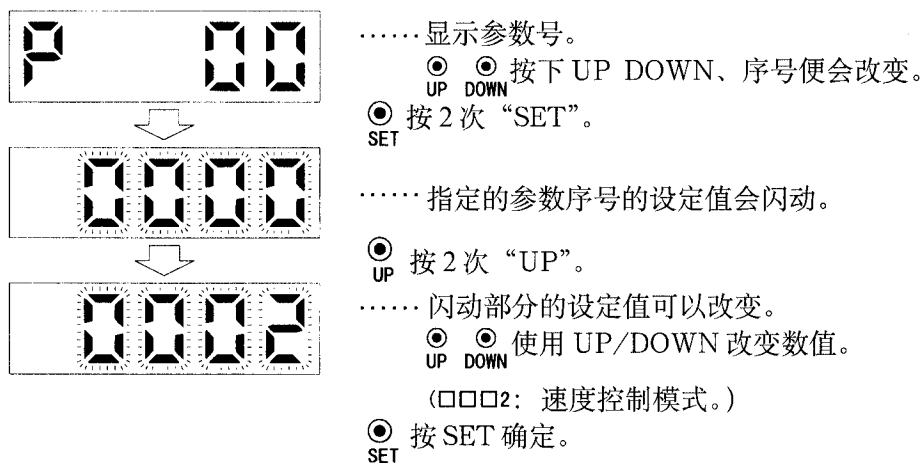 P 00
……显示参数号。
UP DOWN 按下 UP DOWN、序号便会改变。
SET 按 2 次“SET”。
0000
……指定的参数序号的设定值会闪动。
UP 按 2 次“UP”。
0002
……闪动部分的设定值可以改变。
UP DOWN 使用 UP/DOWN 改变数值。
(□□□2: 速度控制模式。)
SET 按 SET 确定。